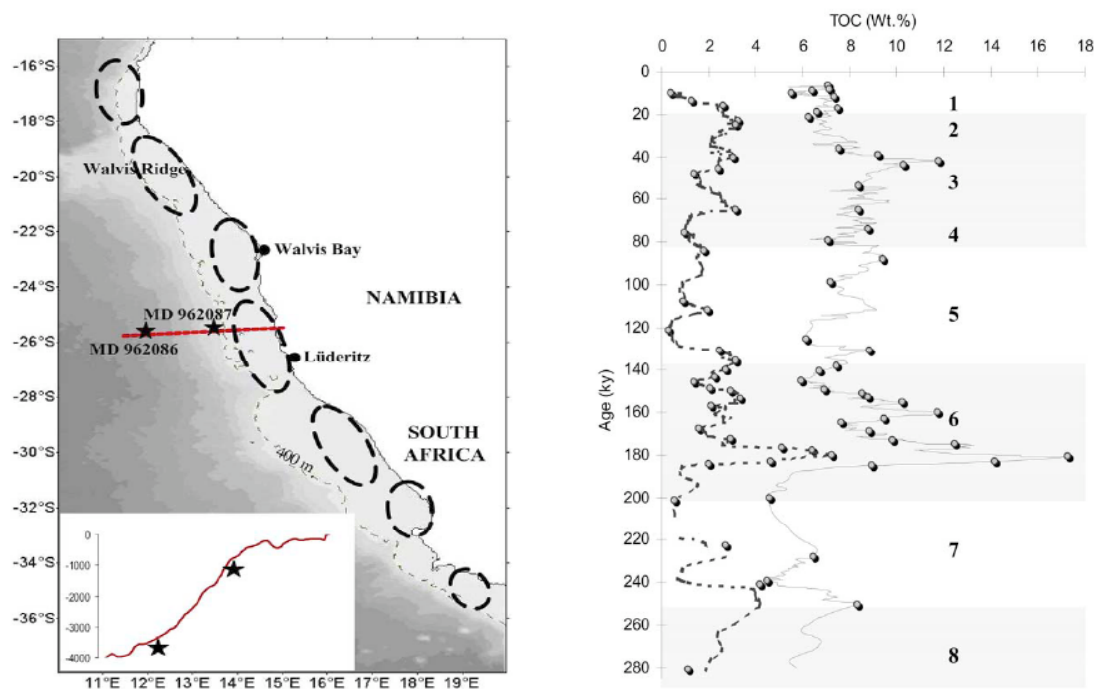 -16°S
-18°S
Walvis Ridge
-20°S
-22°S
Walvis Bay
-24°S
NAMIBIA
MD 962087
-26°S
MD 962086
Lüderitz
-28°S
SOUTH
AFRICA
-30°S
400 m
-32°S
-34°S
-36°S
0
-1000
-2000
-3000
-4000
11°E 12°E 13°E 14°E 15°E 16°E 17°E 18°E 19°E
TOC (Wt.%)
0 2 4 6 8 10 12 14 16 18
Age (ky)
0
20
40
60
80
100
120
140
160
180
200
220
240
260
280
1
2
3
4
5
6
7
8